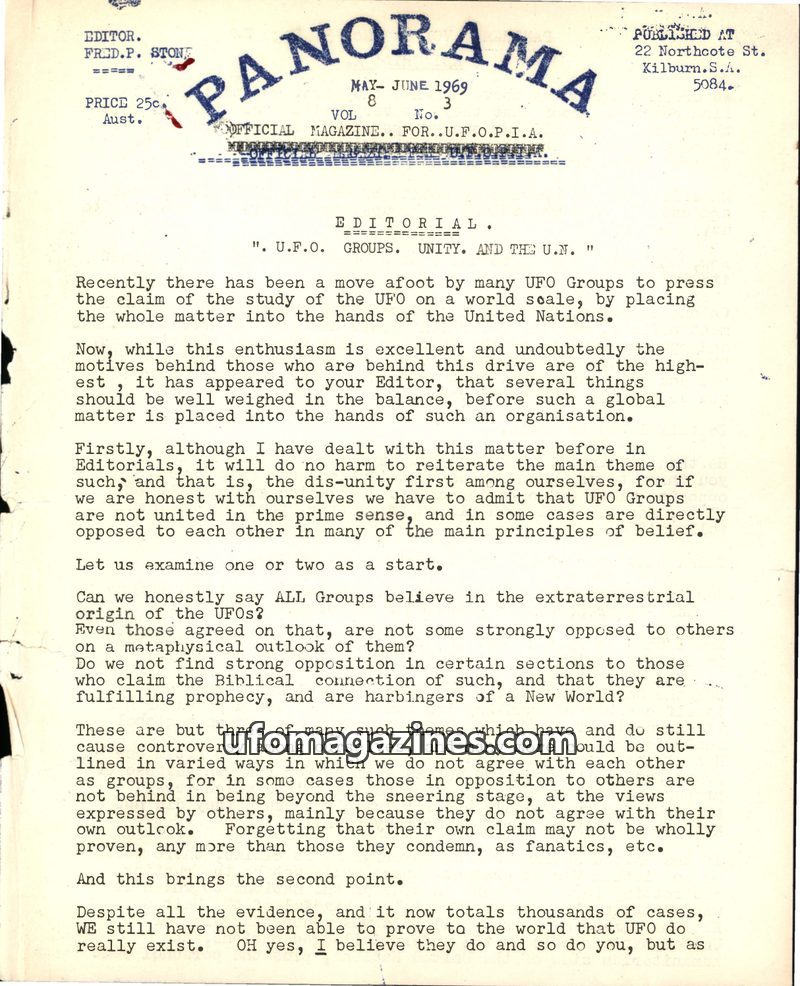 EDITOR.
FRED.P. STONE
PRICE 25c.
Aust.
PANORAMA
MAY- JUNE 1969
8 3
VOL No.
OFFICIAL MAGAZINE.. FOR..U.F.O.P.I.A.
PUBLISHED AT
22 Northcote St.
Kilburn.S.A.
5084.
EDITORIAL.
". U.F.O. GROUPS. UNITY. AND THE U.N. "
Recently there has been a move afoot by many UFO Groups to press
the claim of the study of the UFO on a world scale, by placing
the whole matter into the hands of the United Nations.
Now, while this enthusiasm is excellent and undoubtedly the
motives behind those who are behind this drive are of the high-
est , it has appeared to your Editor, that several things
should be well weighed in the balance, before such a global
matter is placed into the hands of such an organisation.
Firstly, although I have dealt with this matter before in
Editorials, it will do no harm to reiterate the main theme of
such, and that is, the dis-unity first among ourselves, for if
we are honest with ourselves we have to admit that UFO Groups
are not united in the prime sense, and in some cases are directly
opposed to each other in many of the main principles of belief.
Let us examine one or two as a start.
Can we honestly say ALL Groups believe in the extraterrestrial
origin of the UFOs?
Even those agreed on that, are not some strongly opposed to others
on a metaphysical outlook of them?
Do we not find strong opposition in certain sections to those
who claim the Biblical connection of such, and that they are
fulfilling prophecy, and are harbingers of a New World?
These are but three of many such themes which have and do still
cause
ufomagazines.com
be out-
lined in varied ways in which we do not agree with each other
as groups, for in some cases those in opposition to others are
not behind in being beyond the sneering stage, at the views
expressed by others, mainly because they do not agree with their
own outlook. Forgetting that their own claim may not be wholly
proven, any more than those they condemn, as fanatics, etc.
And this brings the second point.
Despite all the evidence, and it now totals thousands of cases,
WE still have not been able to prove to the world that UFO do
really exist. OH yes, I believe they do and so do you, but as